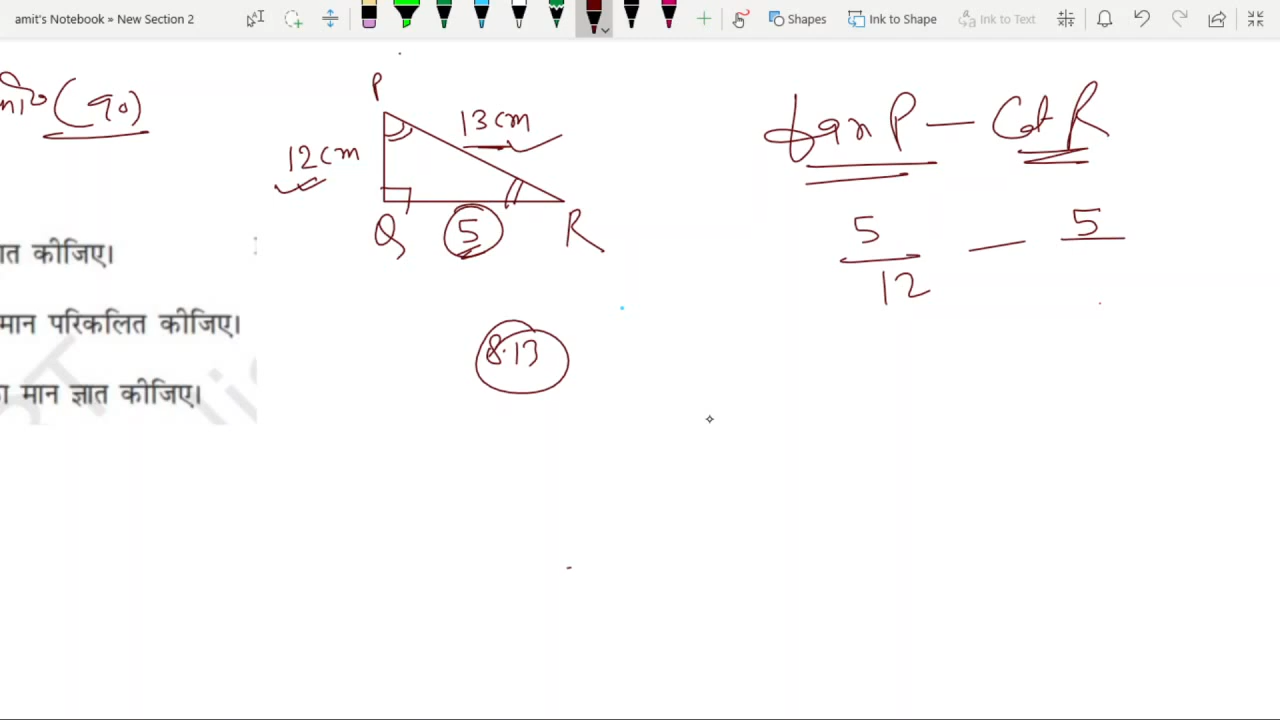 amit's Notebook » New Section 2
Shapes
Ink to Shape
Ink to Text
(90)
P
13 cm
12 cm
Q
5
R
tan P — Cot R
5/12 — 5
8.13
कीजिए।
मान परिकलित कीजिए।
मान ज्ञात कीजिए।